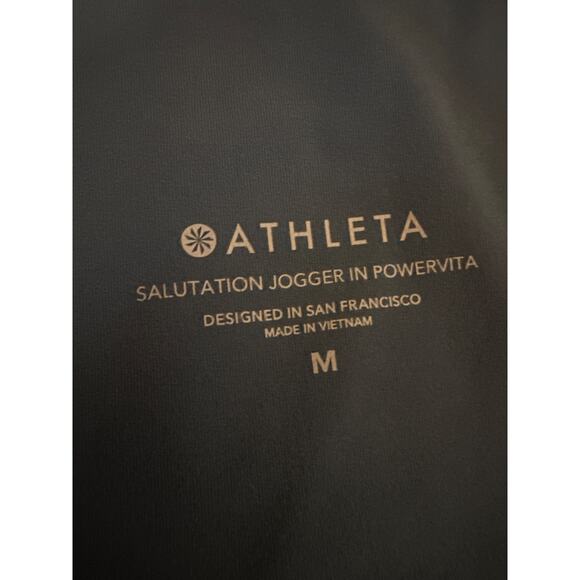 ATHLETA
SALUTATION JOGGER IN POWERVITA
DESIGNED IN SAN FRANCISCO
MADE IN VIETNAM
M